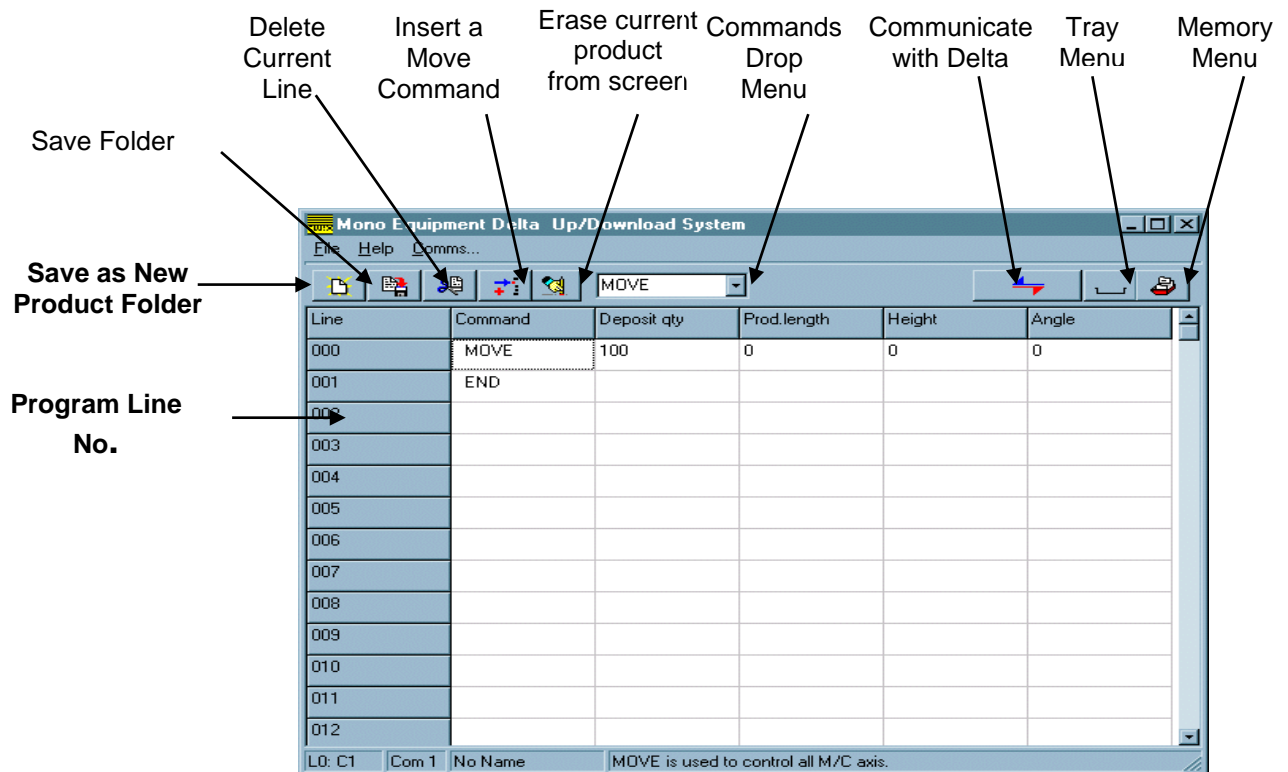 Delete
Current
Line
Insert a
Move
Command
Erase current
product
from screen
Commands
Drop
Menu
Communicate
with Delta
Tray
Menu
Memory
Menu
Save Folder
Save as New
Product Folder
Program Line
No.
Mono Equipment Delta Up/Download System
File Help Comms...
MOVE
Line Command Deposit qty Prod.length Height Angle
000 MOVE 100 0 0 0
001 END
002
003
004
005
006
007
008
009
010
011
012
L0: C1 Com 1 No Name MOVE is used to control all M/C axis.